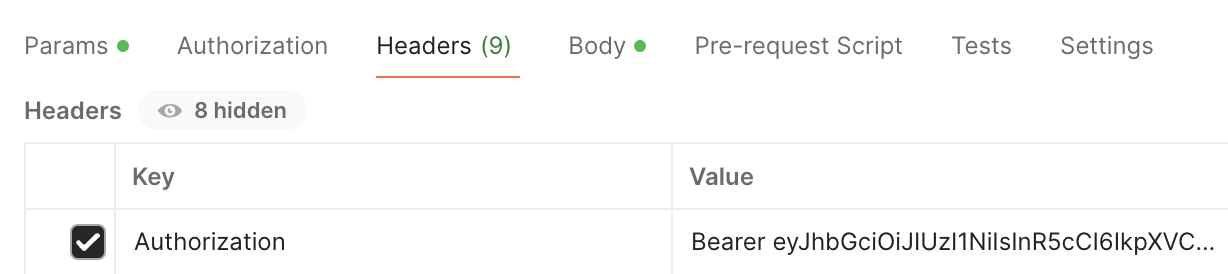 Params Authorization Headers (9) Body Pre-request Script Tests Settings
Headers 8 hidden
Key Value
Authorization Bearer eyJhbGciOiJIUzI1NiIsInR5cCI6IkpXVC...